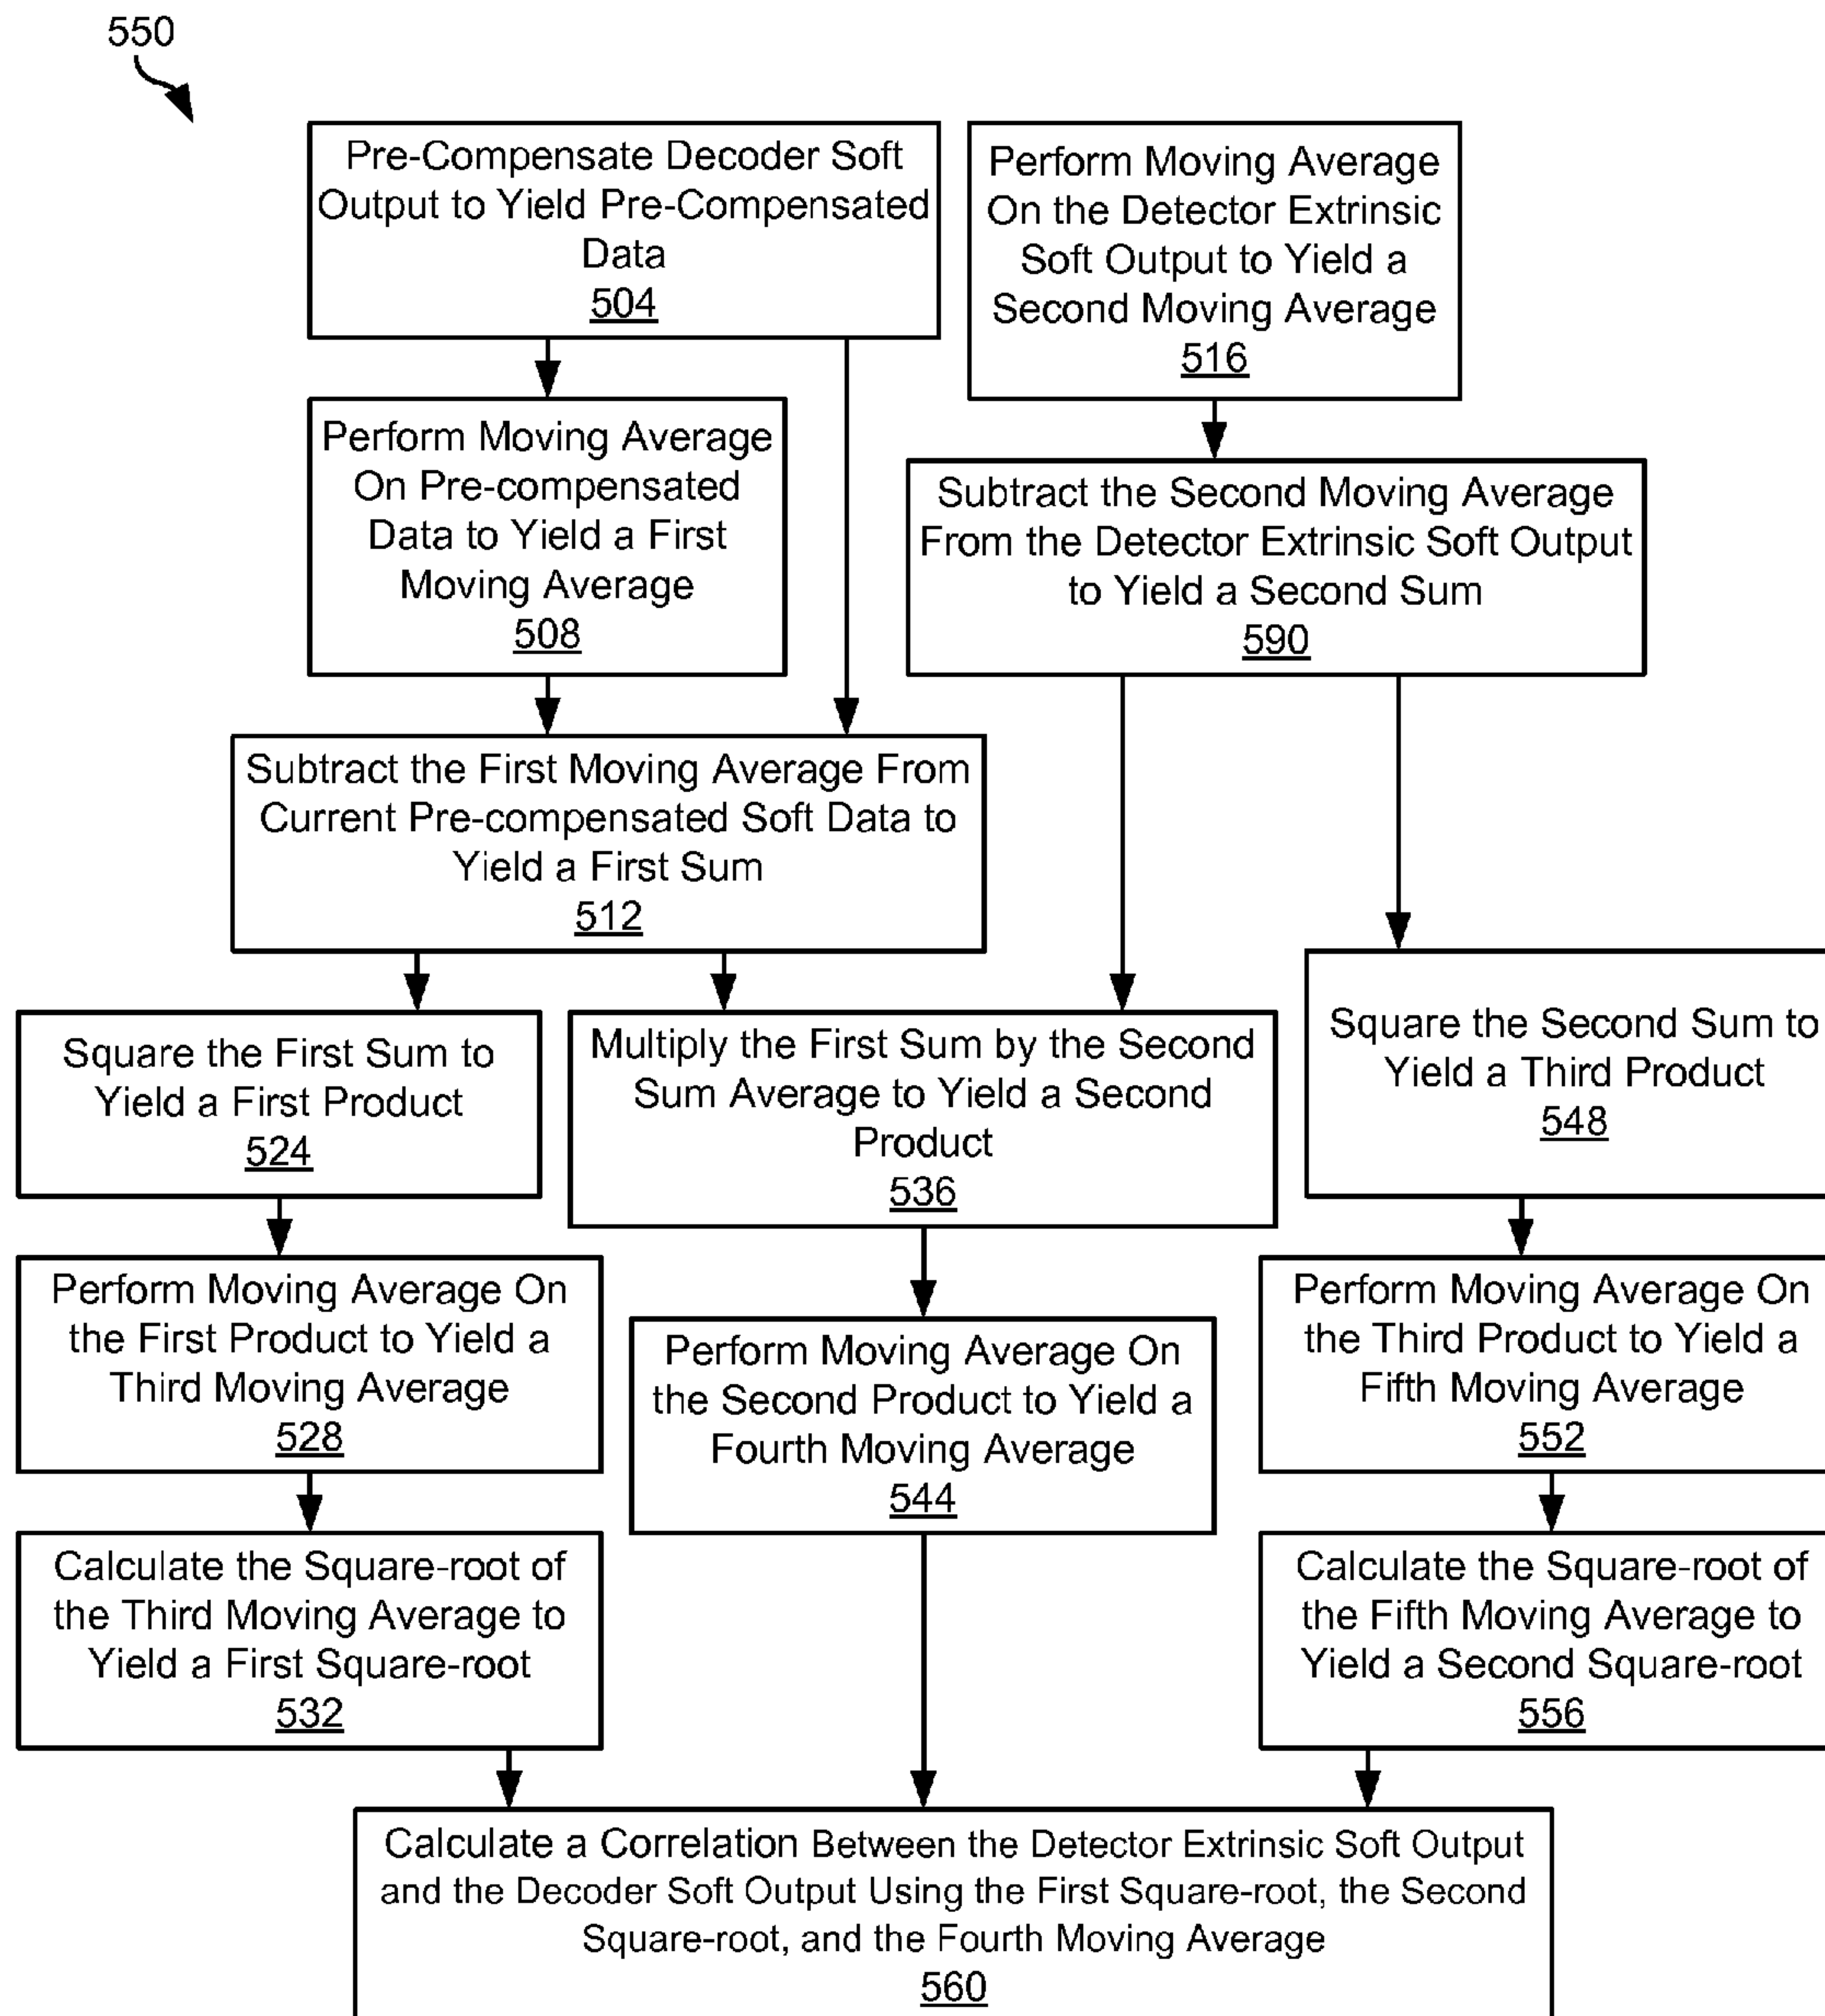 550
Pre-Compensate Decoder Soft
Output to Yield Pre-Compensated
Data
504
Perform Moving Average
On the Detector Extrinsic
Soft Output to Yield a
Second Moving Average
516
Perform Moving Average
On Pre-compensated
Data to Yield a First
Moving Average
508
Subtract the Second Moving Average
From the Detector Extrinsic Soft Output
to Yield a Second Sum
590
Subtract the First Moving Average From
Current Pre-compensated Soft Data to
Yield a First Sum
512
Square the First Sum to
Yield a First Product
524
Multiply the First Sum by the Second
Sum Average to Yield a Second
Product
536
Square the Second Sum to
Yield a Third Product
548
Perform Moving Average On
the First Product to Yield a
Third Moving Average
528
Perform Moving Average On
the Second Product to Yield a
Fourth Moving Average
544
Perform Moving Average On
the Third Product to Yield a
Fifth Moving Average
552
Calculate the Square-root of
the Third Moving Average to
Yield a First Square-root
532
Calculate the Square-root of
the Fifth Moving Average to
Yield a Second Square-root
556
Calculate a Correlation Between the Detector Extrinsic Soft Output
and the Decoder Soft Output Using the First Square-root, the Second
Square-root, and the Fourth Moving Average
560